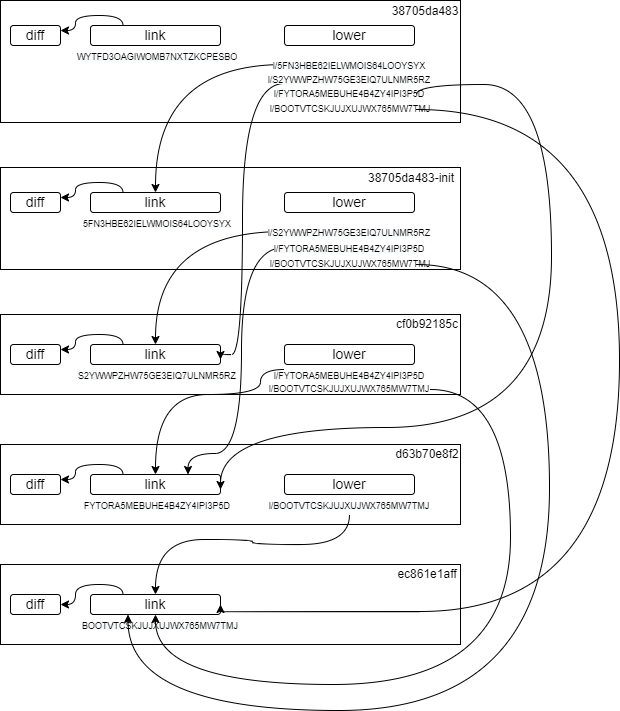 38705da483
diff link lower
WYTFD3OAGIWOMB7NXTZKCPESBO
l/5FN3HBE62IELWMOIS64LOOYSYX
l/S2YWWPZHW75GE3EIQ7ULNMR5RZ
l/FYTORA5MEBUHE4B4ZY4IPI3P5D
l/BOOTVTCSKJUJXUJWX765MW7TMJ
38705da483-init
diff link lower
5FN3HBE62IELWMOIS64LOOYSYX
l/S2YWWPZHW75GE3EIQ7ULNMR5RZ
l/FYTORA5MEBUHE4B4ZY4IPI3P5D
l/BOOTVTCSKJUJXUJWX765MW7TMJ
cf0b92185c
diff link lower
S2YWWPZHW75GE3EIQ7ULNMR5RZ
l/FYTORA5MEBUHE4B4ZY4IPI3P5D
l/BOOTVTCSKJUJXUJWX765MW7TMJ
d63b70e8f2
diff link lower
FYTORA5MEBUHE4B4ZY4IPI3P5D
l/BOOTVTCSKJUJXUJWX765MW7TMJ
ec861e1aff
diff link
BOOTVTCSKJUJXUJWX765MW7TMJ